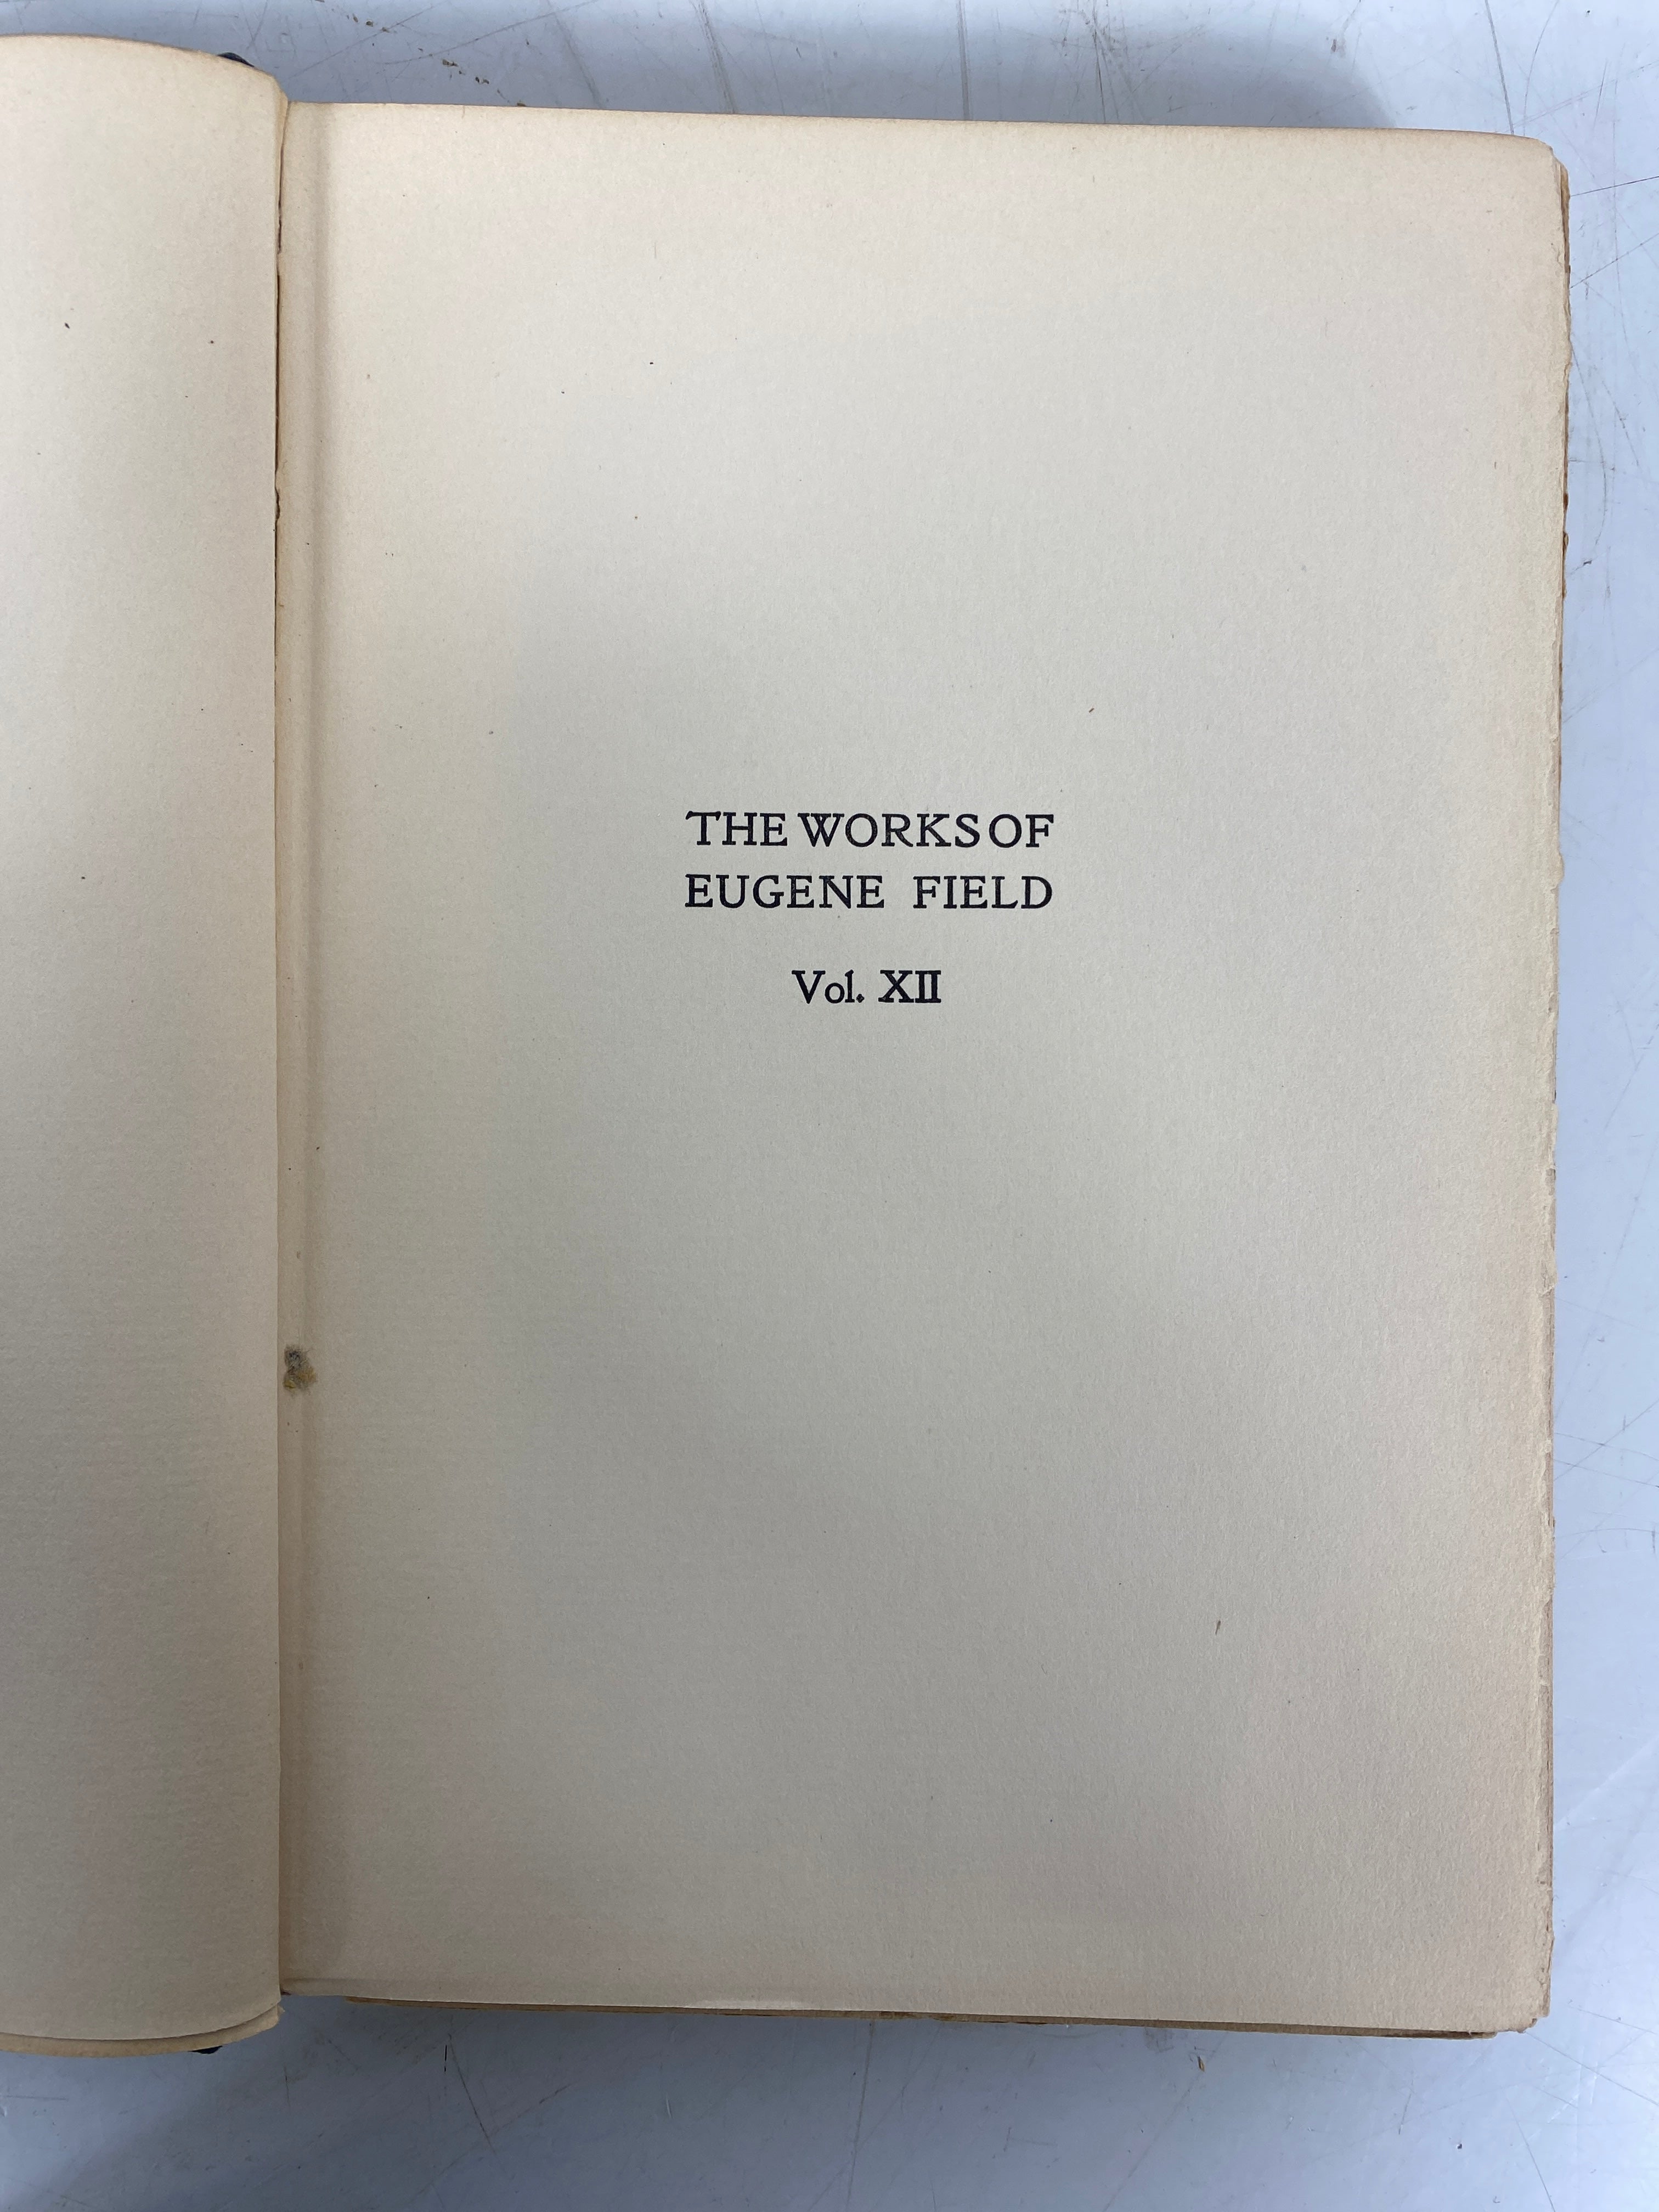 THE WORKS OF
EUGENE FIELD
Vol. XII